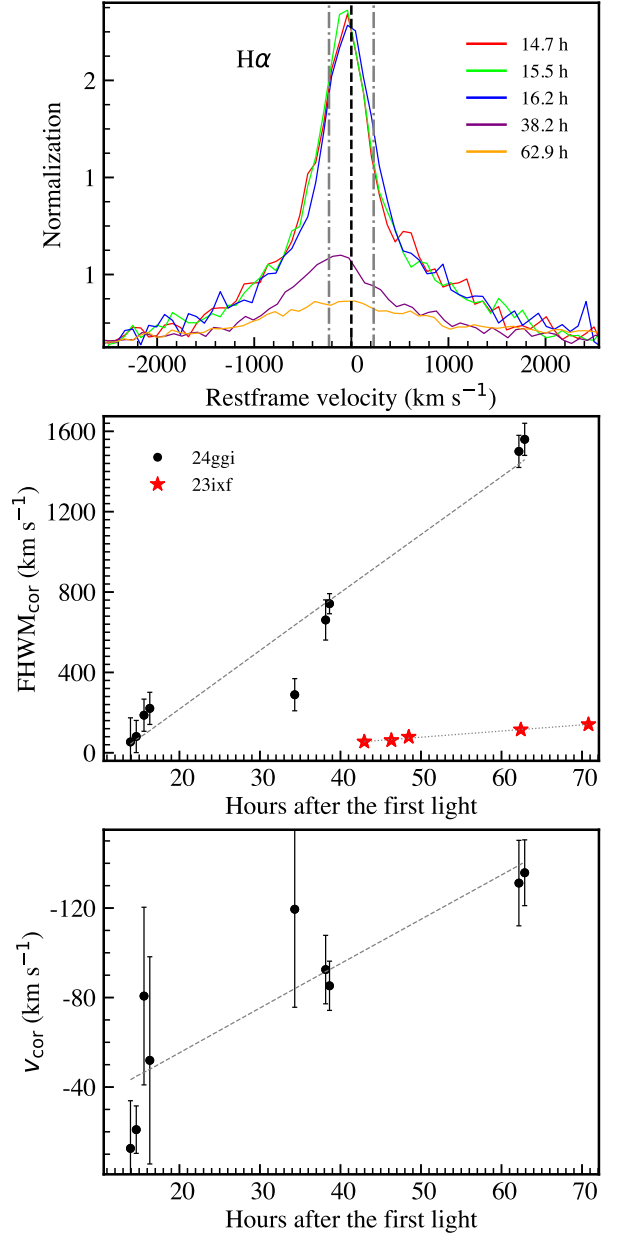 Hα
14.7 h
15.5 h
16.2 h
38.2 h
62.9 h
2
1
1
Normalization
-2000
-1000
0
1000
2000
Restframe velocity (km s⁻¹)
24ggi
23ixf
1600
1200
800
400
0
FHWM_cor (km s⁻¹)
20
30
40
50
60
70
Hours after the first light
-120
-80
-40
v_cor (km s⁻¹)
20
30
40
50
60
70
Hours after the first light